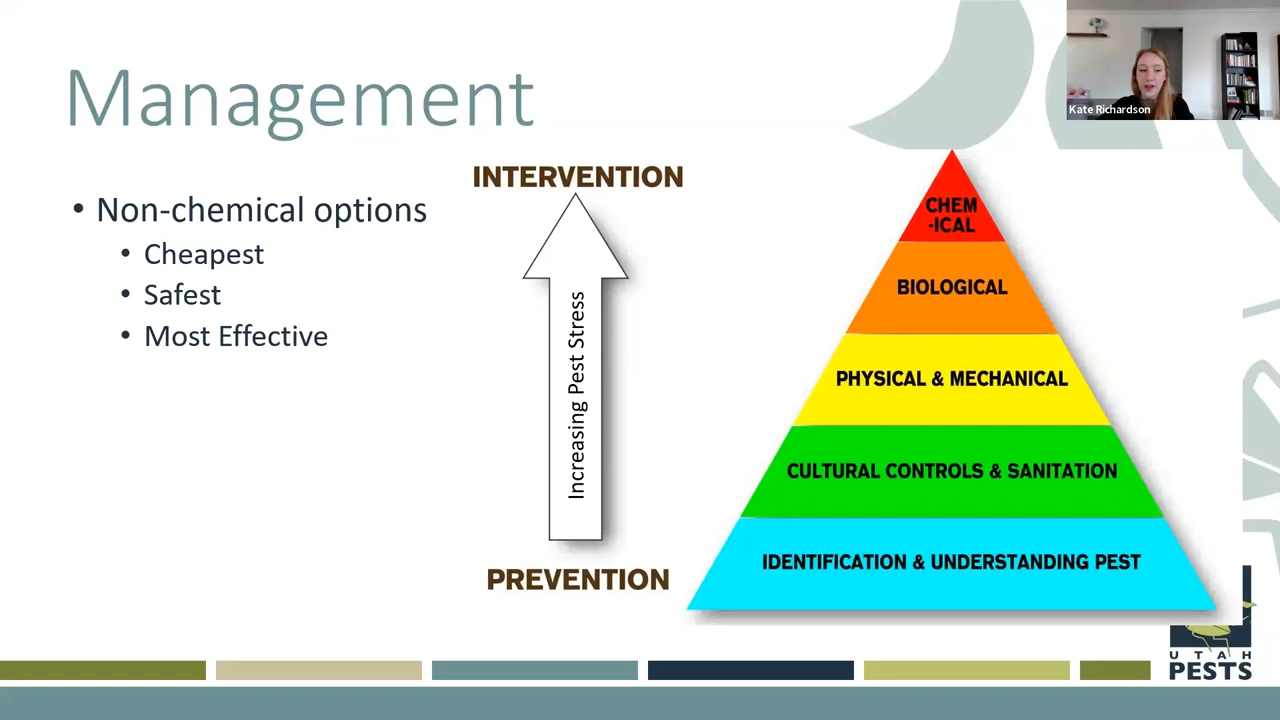 Management
Kate Richardson
• Non-chemical options
• Cheapest
• Safest
• Most Effective
INTERVENTION
Increasing Pest Stress
PREVENTION
CHEM
-ICAL
BIOLOGICAL
PHYSICAL & MECHANICAL
CULTURAL CONTROLS & SANITATION
IDENTIFICATION & UNDERSTANDING PEST
UTAH
PESTS